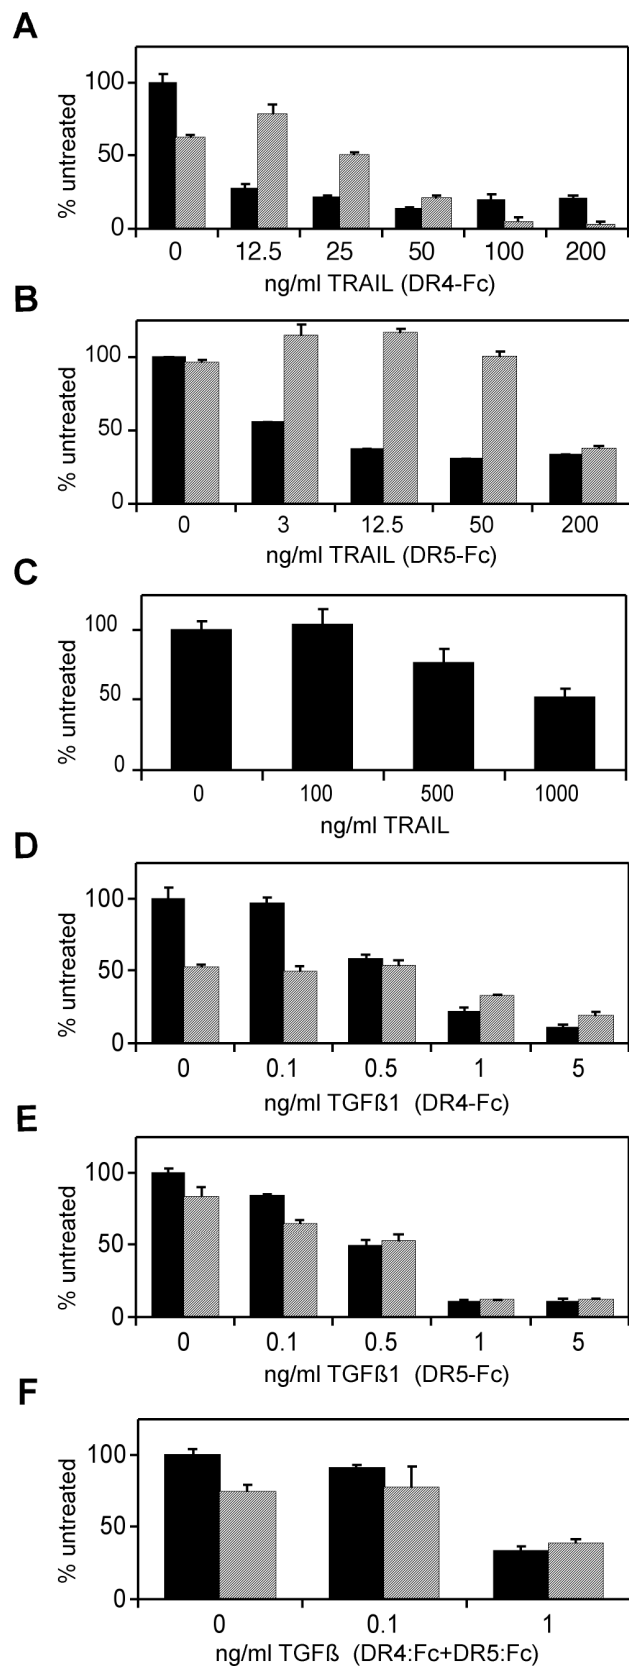 A
% untreated
100
50
0
0 12.5 25 50 100 200
ng/ml TRAIL (DR4-Fc)
B
% untreated
100
50
0
0 3 12.5 50 200
ng/ml TRAIL (DR5-Fc)
C
% untreated
100
50
0
0 100 500 1000
ng/ml TRAIL
D
% untreated
100
50
0
0 0.1 0.5 1 5
ng/ml TGFß1 (DR4-Fc)
E
% untreated
100
50
0
0 0.1 0.5 1 5
ng/ml TGFß1 (DR5-Fc)
F
% untreated
100
50
0
0 0.1 1
ng/ml TGFß (DR4:Fc+DR5:Fc)